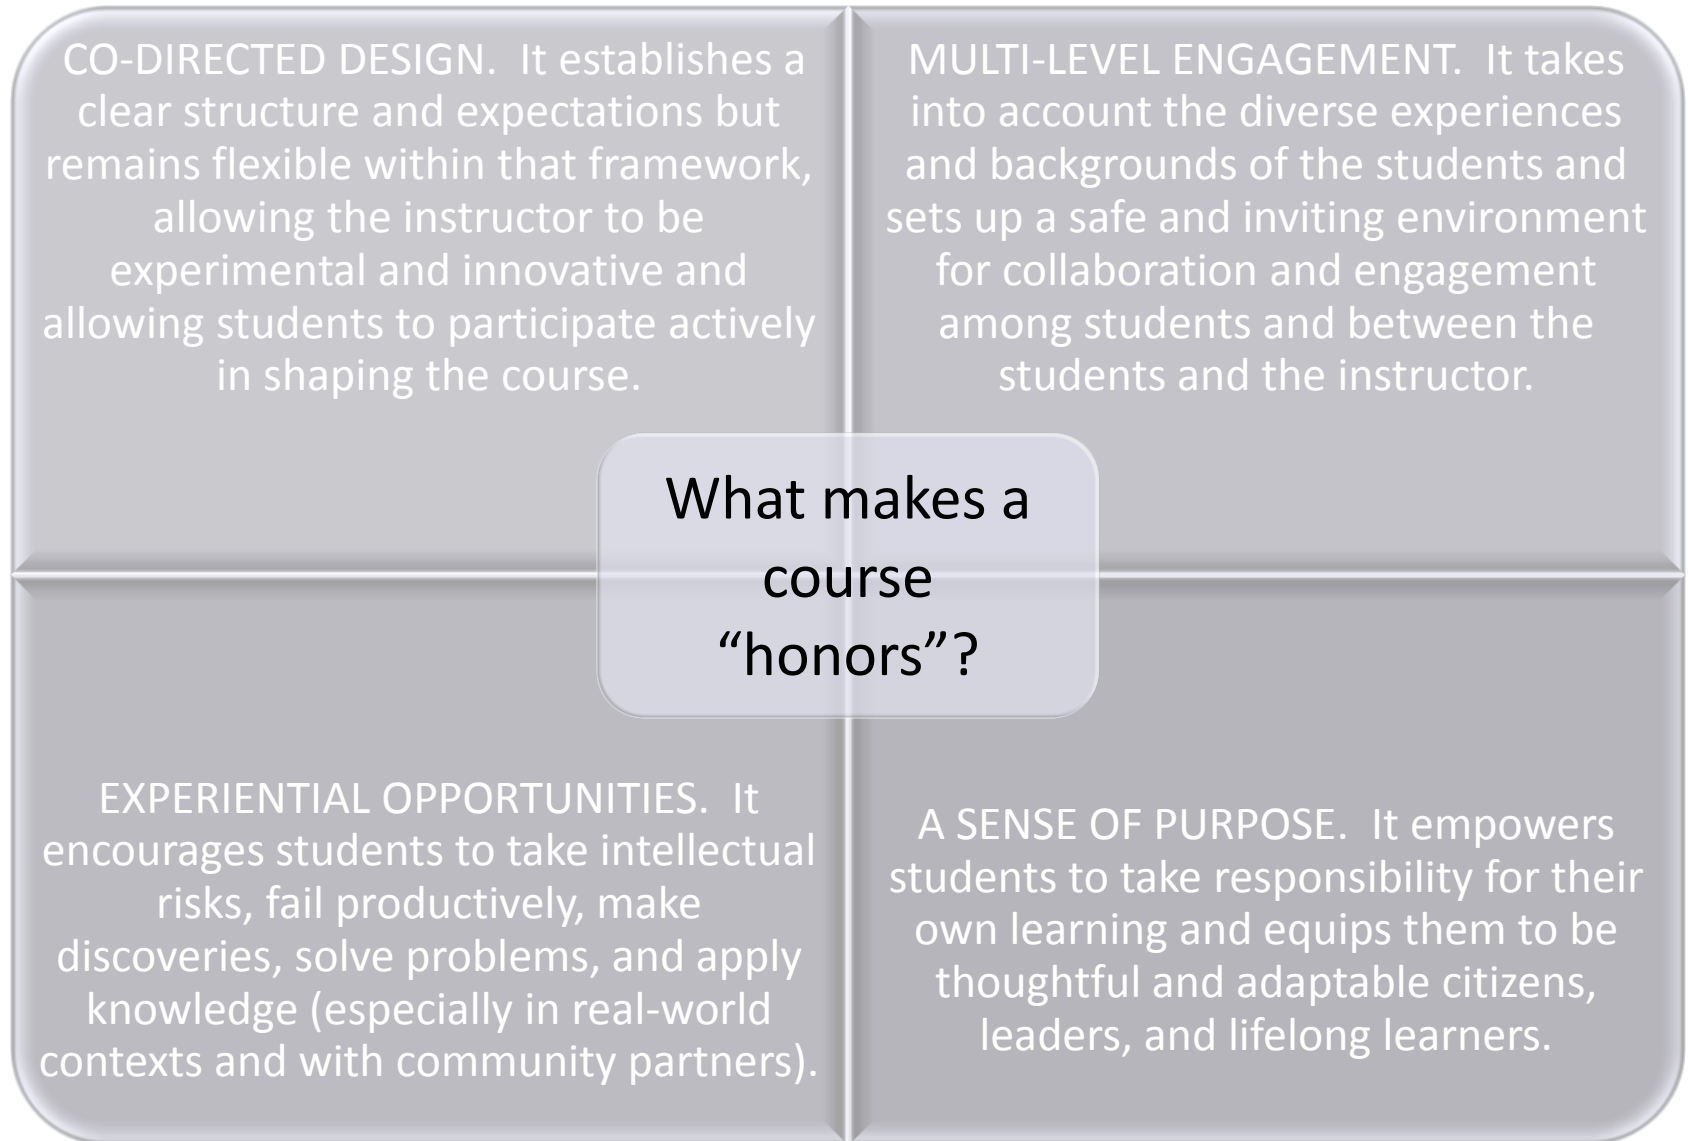 CO-DIRECTED DESIGN.  It establishes a
clear structure and expectations but
remains flexible within that framework,
allowing the instructor to be
experimental and innovative and
allowing students to participate actively
in shaping the course.
MULTI-LEVEL ENGAGEMENT.  It takes
into account the diverse experiences
and backgrounds of the students and
sets up a safe and inviting environment
for collaboration and engagement
among students and between the
students and the instructor.
What makes a
course
“honors”?
EXPERIENTIAL OPPORTUNITIES.  It
encourages students to take intellectual
risks, fail productively, make
discoveries, solve problems, and apply
knowledge (especially in real-world
contexts and with community partners).
A SENSE OF PURPOSE.  It empowers
students to take responsibility for their
own learning and equips them to be
thoughtful and adaptable citizens,
leaders, and lifelong learners.